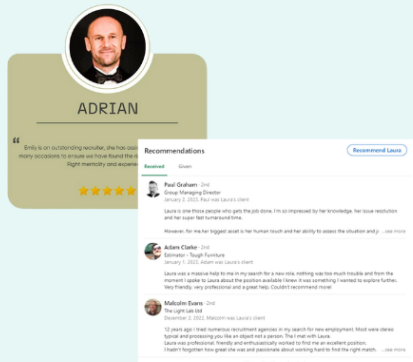 ADRIAN
“
Emily is an outstanding recruiter, she has
many occasions to ensure we have found the
Right mentality and
Recommendations
Recommend Laura
Received
Given
Paul Graham · 2nd
Group Managing Director
January 2, 2023, Paul was Laura's client
Laura is one those people who gets the job done. I'm so impressed by her knowledge, her issue resolution
and her super fast turnaround time.
However, for me her biggest asset is her human touch and her ability to assess the situation and p ...see more
Adam Clarke · 2nd
Estimator - Tough Furniture
January 1, 2023, Adam was Laura's client
Laura was a massive help to me in my search for a new role, nothing was too much trouble and from the
moment I spoke to Laura about the position available I knew it was something I wanted to explore further.
Very friendly, very professional and a great help. Couldn't recommend more!
Malcolm Evans · 2nd
The Light Lab Ltd
December 2, 2022, Malcolm was Laura's client
12 years ago I tried numerous recruitment agencies in my search for new employment. Most were
typical and processing you like an object not a person. The I met with Laura.
Laura was professional, friendly and enthusiastically wanted to find me an excellent position.
I hadn't forgotten how great she was and passionate about working hard to find the right match. ...see more